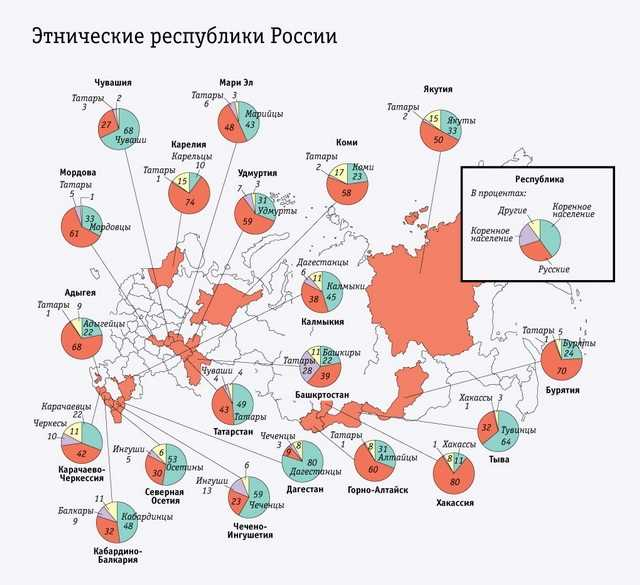 Этнические республики России
Чувашия
Татары
3
2
27
68
Чуваши
Мари Эл
Татары
6
3
Марийцы
43
48
Якутия
Татары
2
15
Якуты
33
50
Карелия
Карельцы
10
Татары
1
15
74
Коми
Татары
2
17
Коми
23
58
Мордова
Татары
5
1
33
Мордовцы
61
Удмуртия
7
3
31
Удмурты
59
Республика
В процентах:
Другие
Коренное
население
Коренное
население
Русские
Дагестанцы
6
11
Калмыки
38
45
Калмыкия
Адыгея
Татары
1
9
Адыгейцы
22
68
Татары
28
11
Башкиры
22
39
Башкртостан
Татары
1
5
Буряты
24
70
Бурятия
Чуваши
4
4
49
43
Татары
Татарстан
Хакассы
1
3
32
Тувинцы
64
Тыва
Карачаевцы
22
Черкесы
10
11
42
Карачаево-
Черкессия
Ингуши
5
6
53
Осетины
30
Северная
Осетия
Чеченцы
3
9
8
80
Дагестанцы
Дагестан
Татары
1
8
31
Алтайцы
60
Горно-Алтайск
1
Хакассы
8
11
80
Хакассия
Ингуши
13
6
59
Чеченцы
23
Чечено-
Ингушетия
Балкары
9
11
Кабардинцы
48
32
Кабардино-
Балкария